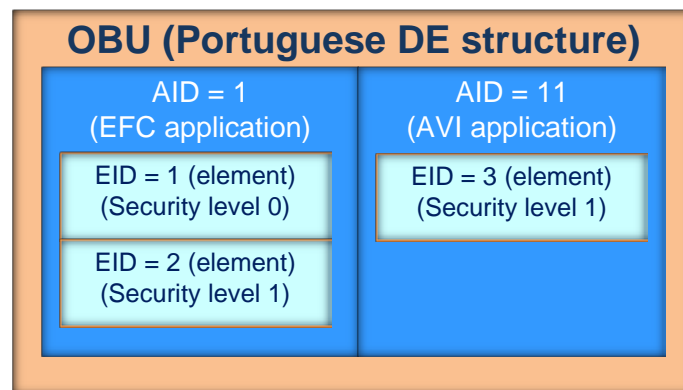 OBU (Portuguese DE structure)
AID = 1
(EFC application)
EID = 1 (element)
(Security level 0)
EID = 2 (element)
(Security level 1)
AID = 11
(AVI application)
EID = 3 (element)
(Security level 1)